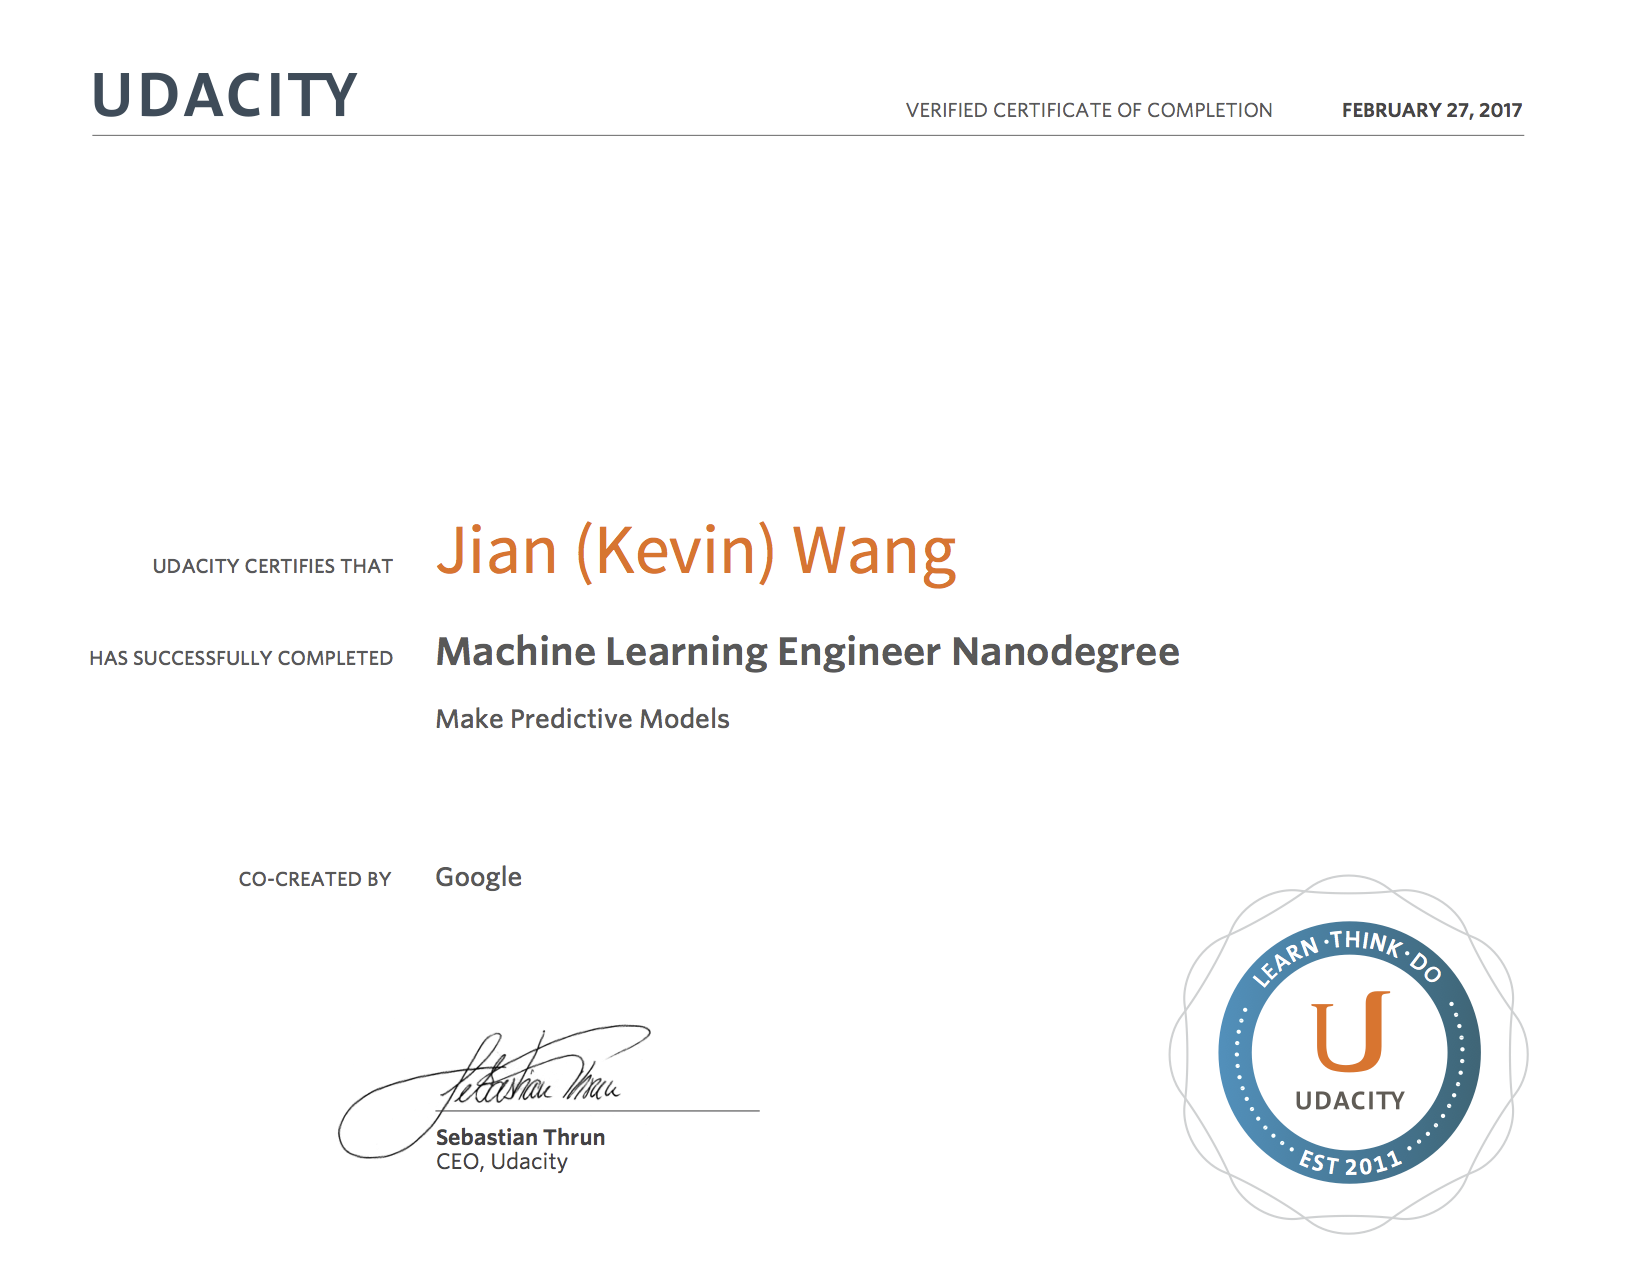 UDACITY
VERIFIED CERTIFICATE OF COMPLETION FEBRUARY 27, 2017
UDACITY CERTIFIES THAT Jian (Kevin) Wang
HAS SUCCESSFULLY COMPLETED Machine Learning Engineer Nanodegree
Make Predictive Models
CO-CREATED BY Google
Sebastian Thrun
Sebastian Thrun
CEO, Udacity
LEARN · THINK · DO
U
UDACITY
EST 2011